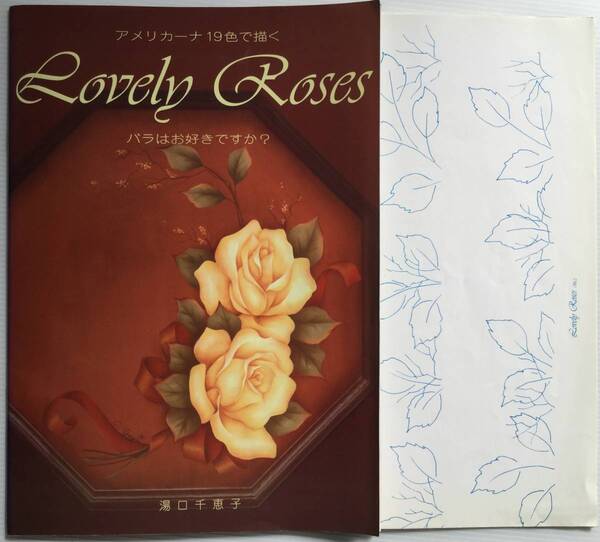 アメリカーナ19色で描く
Lovely Roses
バラはお好きですか?
湯口千恵子
Lovely Roses